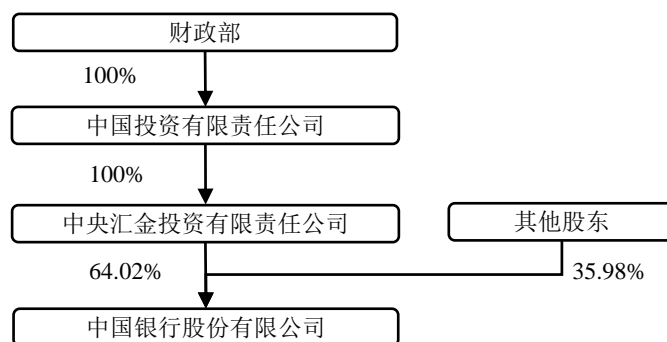 财政部
100%
中国投资有限责任公司
100%
中央汇金投资有限责任公司
其他股东
64.02%
35.98%
中国银行股份有限公司